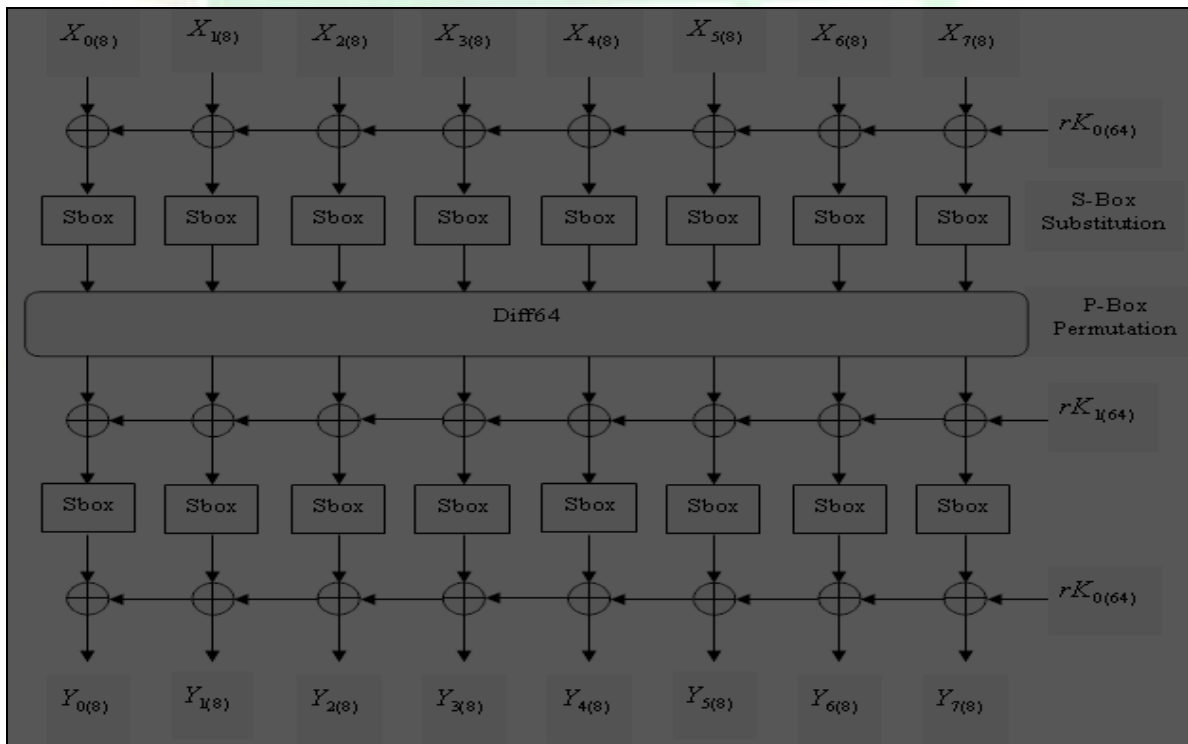 X0(8) X1(8) X2(8) X3(8) X4(8) X5(8) X6(8) X7(8)
rK0(64)
Sbox Sbox Sbox Sbox Sbox Sbox Sbox Sbox
S-Box
Substitution
Diff64
P-Box
Permutation
rK1(64)
Sbox Sbox Sbox Sbox Sbox Sbox Sbox Sbox
rK0(64)
Y0(8) Y1(8) Y2(8) Y3(8) Y4(8) Y5(8) Y6(8) Y7(8)